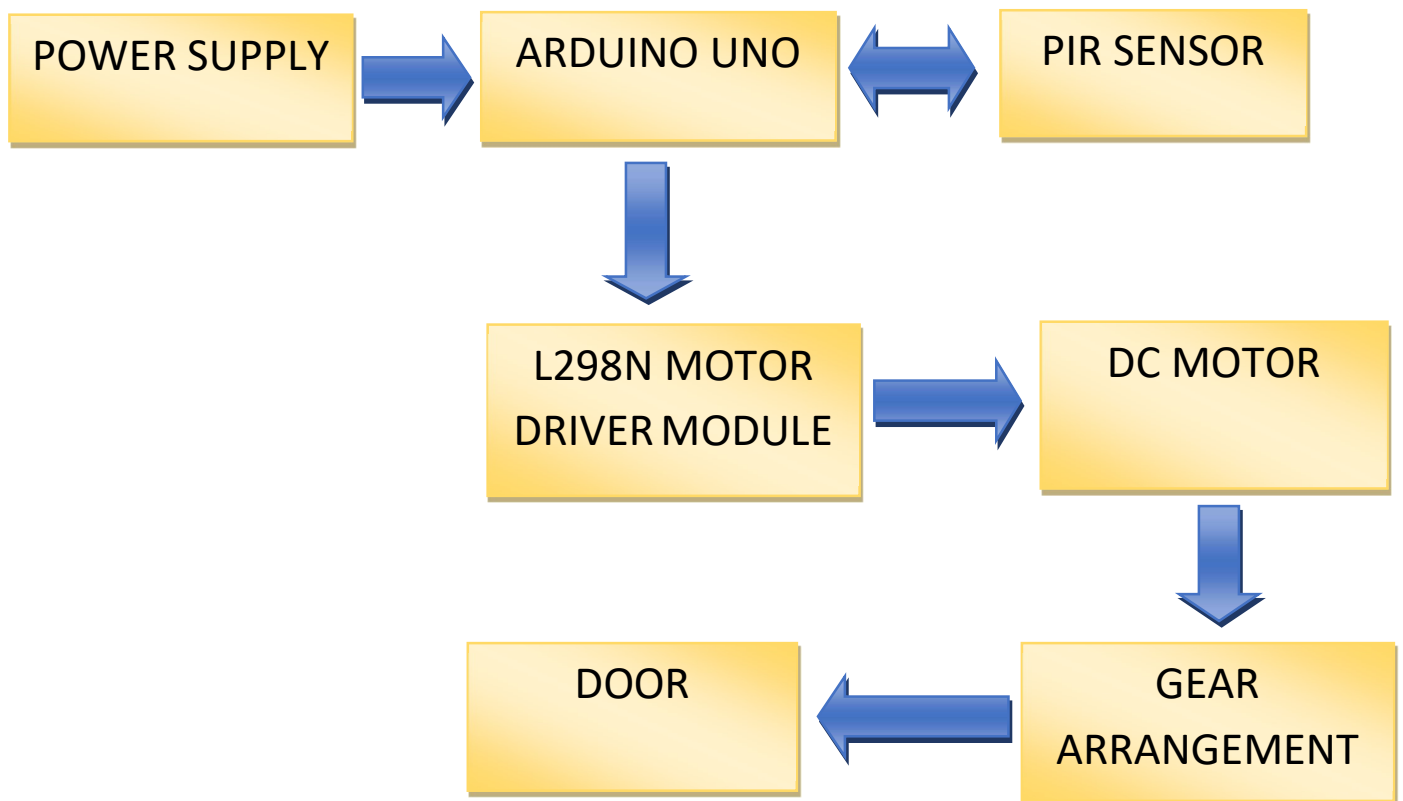 POWER SUPPLY
ARDUINO UNO
PIR SENSOR
L298N MOTOR
DRIVER MODULE
DC MOTOR
DOOR
GEAR
ARRANGEMENT